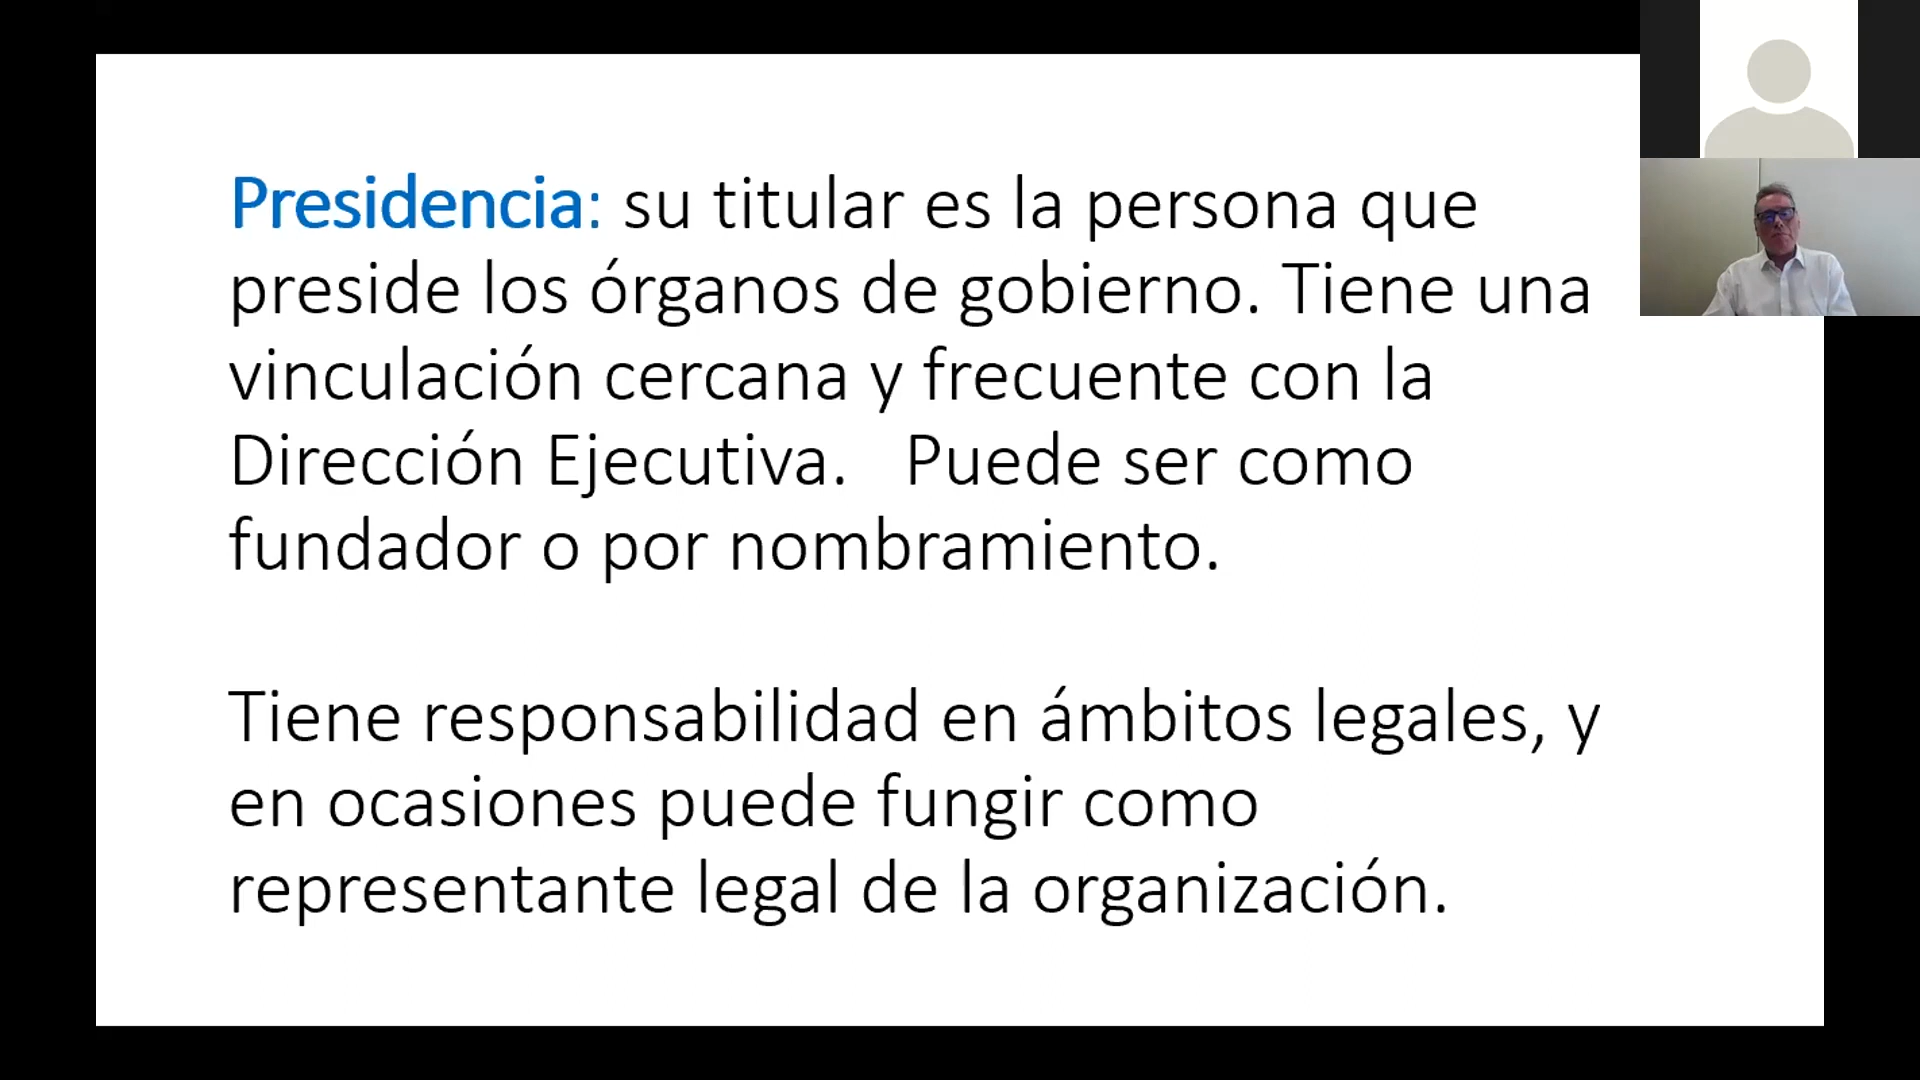 Presidencia: su titular es la persona que
preside los órganos de gobierno. Tiene una
vinculación cercana y frecuente con la
Dirección Ejecutiva.   Puede ser como
fundador o por nombramiento.
Tiene responsabilidad en ámbitos legales, y
en ocasiones puede fungir como
representante legal de la organización.